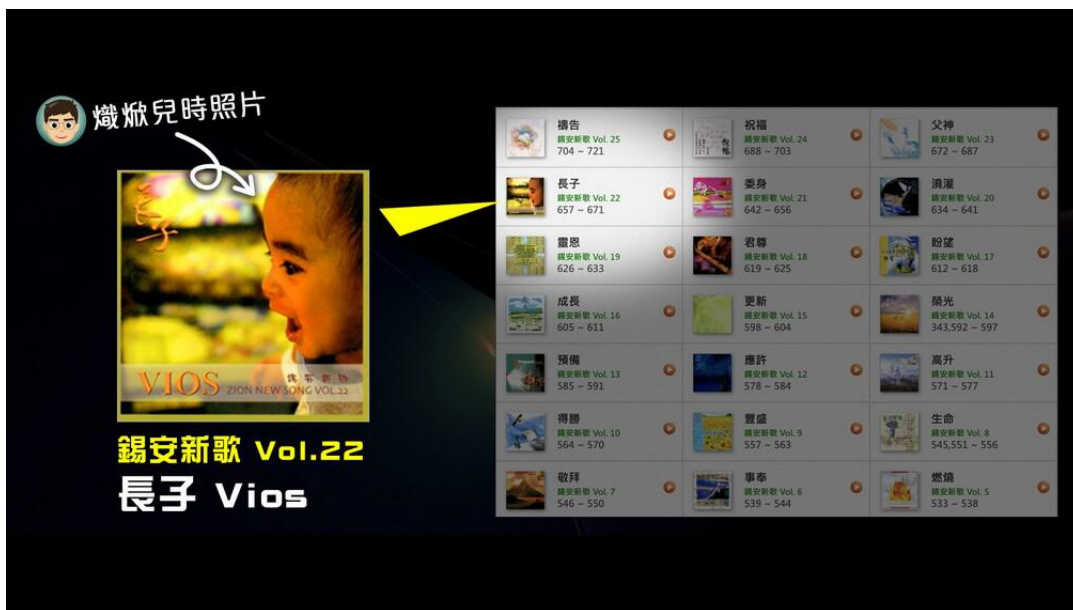 熾焮兒時照片
長子
VIOS
ZION NEW SONG VOL.22
錫安新歌 Vol.22
長子 Vios
禱告
錫安新歌 Vol. 25
704 ~ 721
祝福
錫安新歌 Vol. 24
688 ~ 703
父神
錫安新歌 Vol. 23
672 ~ 687
長子
錫安新歌 Vol. 22
657 ~ 671
委身
錫安新歌 Vol. 21
642 ~ 656
澆灌
錫安新歌 Vol. 20
634 ~ 641
靈恩
錫安新歌 Vol. 19
626 ~ 633
君尊
錫安新歌 Vol. 18
619 ~ 625
盼望
錫安新歌 Vol. 17
612 ~ 618
成長
錫安新歌 Vol. 16
605 ~ 611
更新
錫安新歌 Vol. 15
598 ~ 604
榮光
錫安新歌 Vol. 14
343,592 ~ 597
預備
錫安新歌 Vol. 13
585 ~ 591
應許
錫安新歌 Vol. 12
578 ~ 584
高升
錫安新歌 Vol. 11
571 ~ 577
得勝
錫安新歌 Vol. 10
564 ~ 570
豐盛
錫安新歌 Vol. 9
557 ~ 563
生命
錫安新歌 Vol. 8
545,551 ~ 556
敬拜
錫安新歌 Vol. 7
546 ~ 550
事奉
錫安新歌 Vol. 6
539 ~ 544
燃燒
錫安新歌 Vol. 5
533 ~ 538